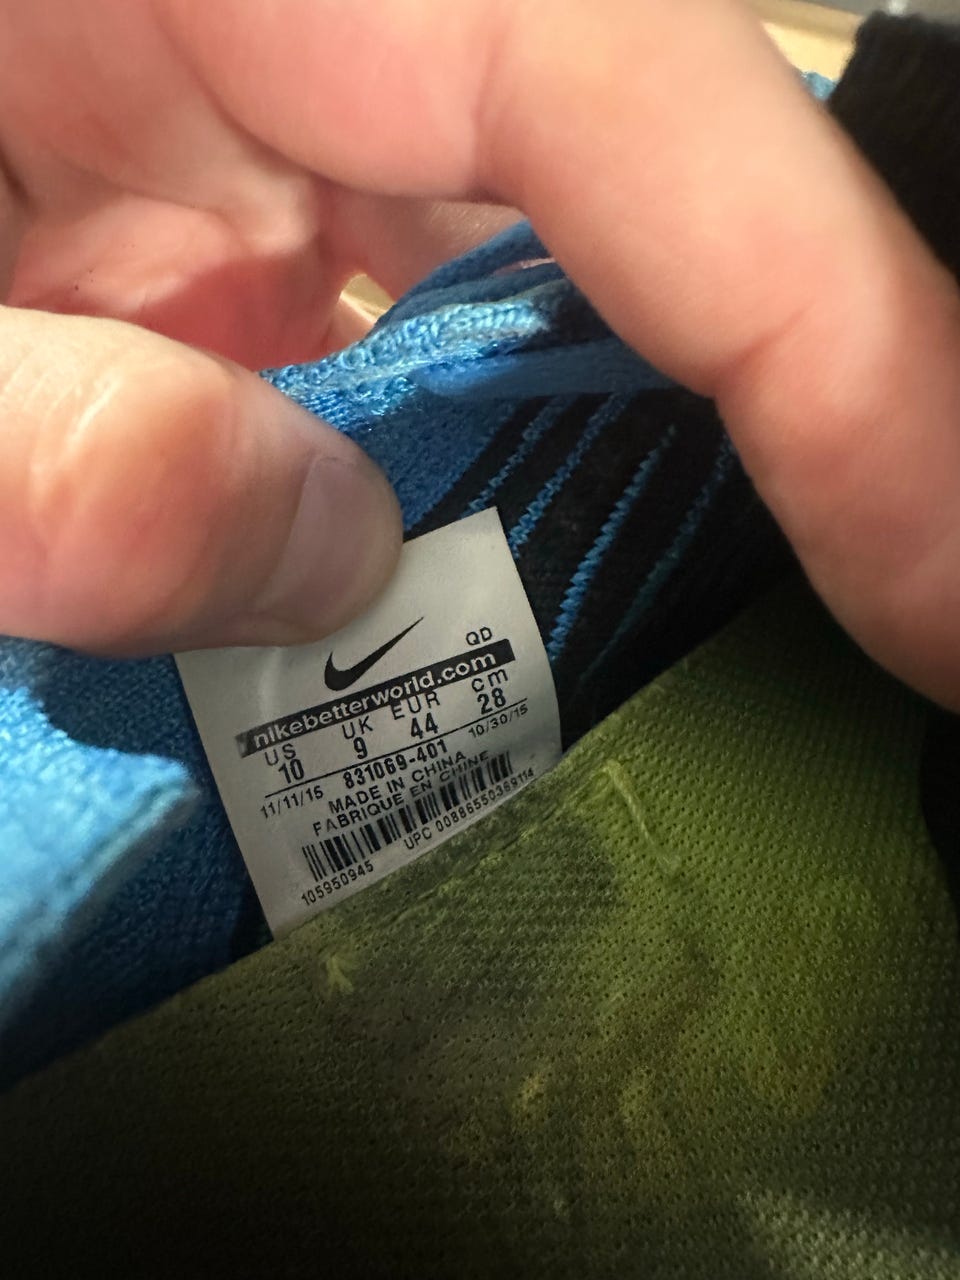 QD
nikebetterworld.com
US UK EUR cm
10 9 44 28
11/11/15 831069-401 10/30/15
MADE IN CHINA
FABRIQUE EN CHINE
UPC 00886550369114
105950945